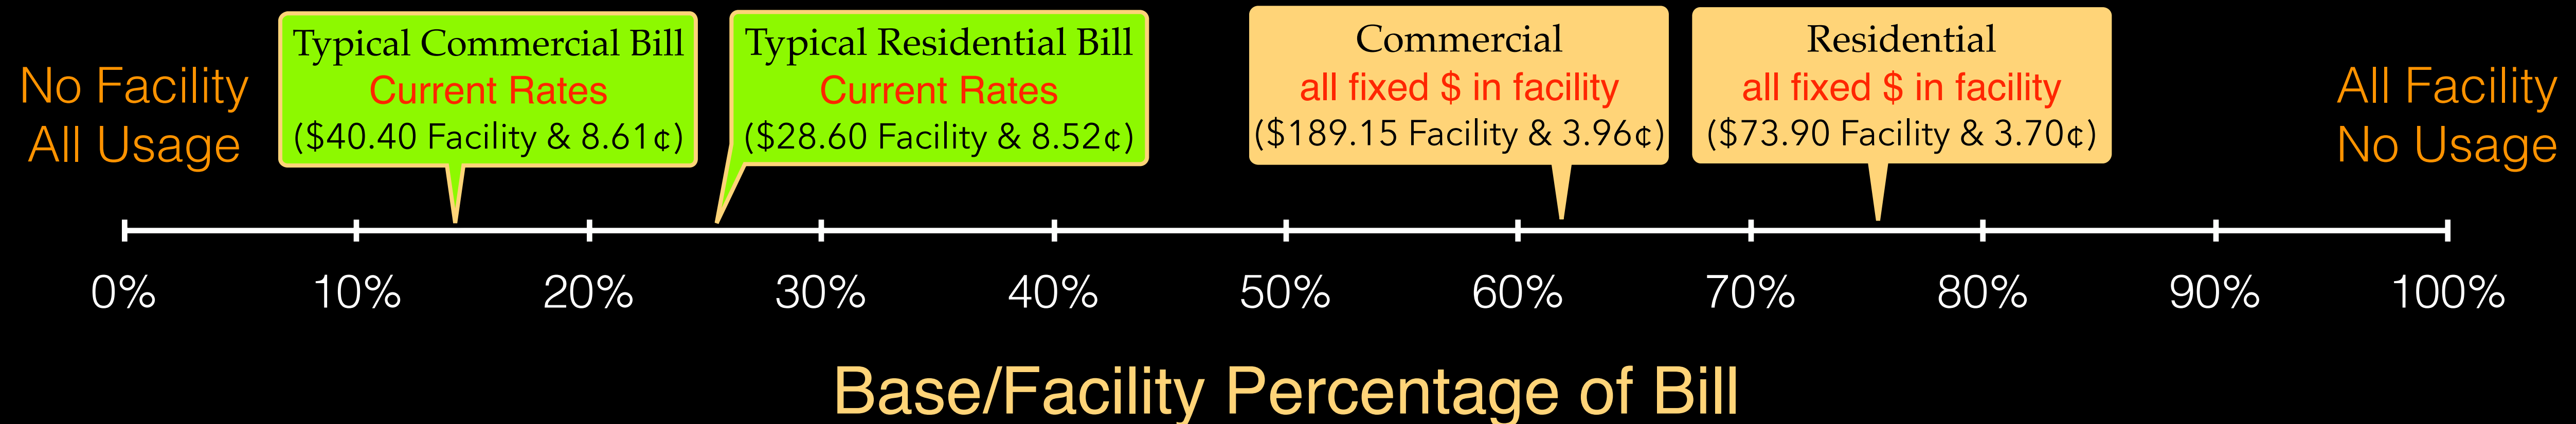 No Facility
All Usage
Typical Commercial Bill
Current Rates
($40.40 Facility & 8.61¢)
Typical Residential Bill
Current Rates
($28.60 Facility & 8.52¢)
Commercial
all fixed $ in facility
($189.15 Facility & 3.96¢)
Residential
all fixed $ in facility
($73.90 Facility & 3.70¢)
All Facility
No Usage
0% 10% 20% 30% 40% 50% 60% 70% 80% 90% 100%
Base/Facility Percentage of Bill